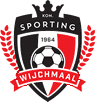 KON.
SPORTING
1964
WIJCHMAAL